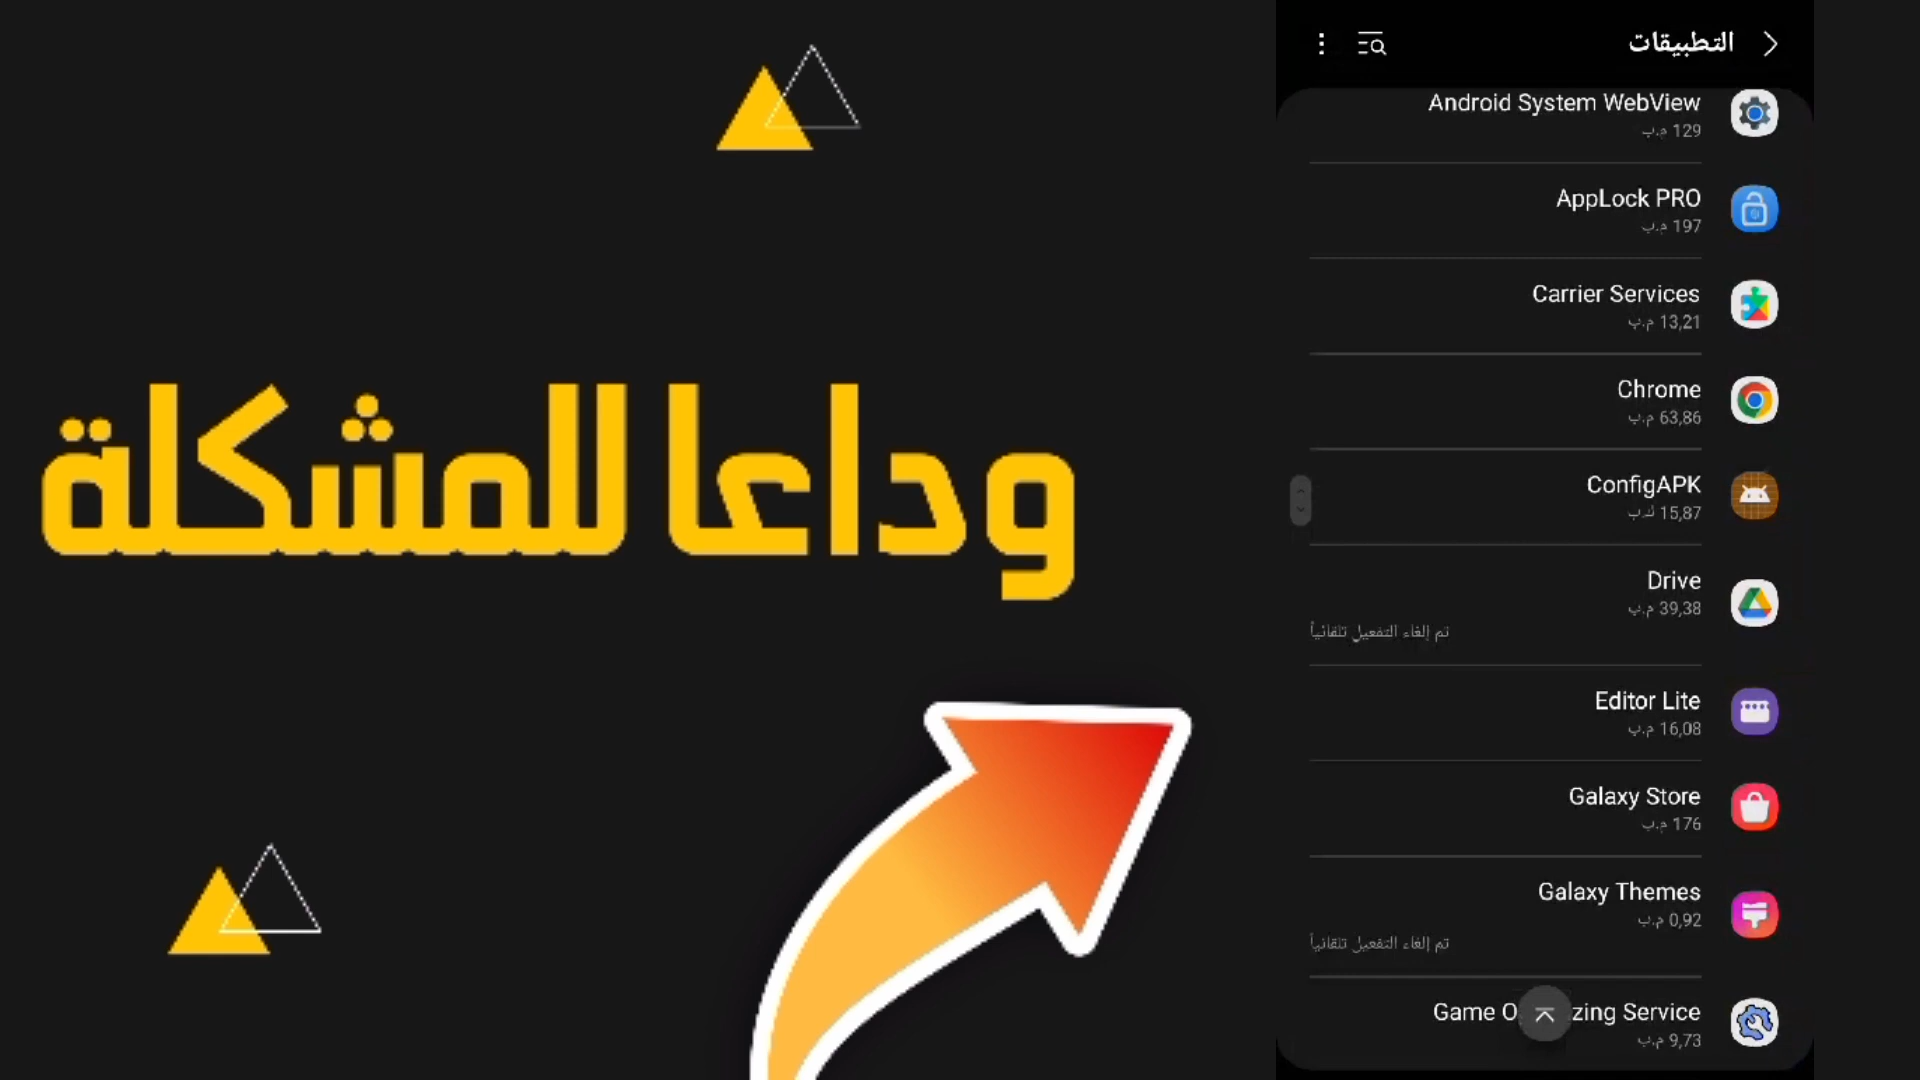 وداعا للمشكلة
التطبيقات
Android System WebView
129 م.ب
AppLock PRO
197 م.ب
Carrier Services
13,21 م.ب
Chrome
63,86 م.ب
ConfigAPK
15,87 ك.ب
Drive
39,38 م.ب
تم إلغاء التفعيل تلقائياً
Editor Lite
16,08 م.ب
Galaxy Store
176 م.ب
Galaxy Themes
0,92 م.ب
تم إلغاء التفعيل تلقائياً
Game O zing Service
9,73 م.ب